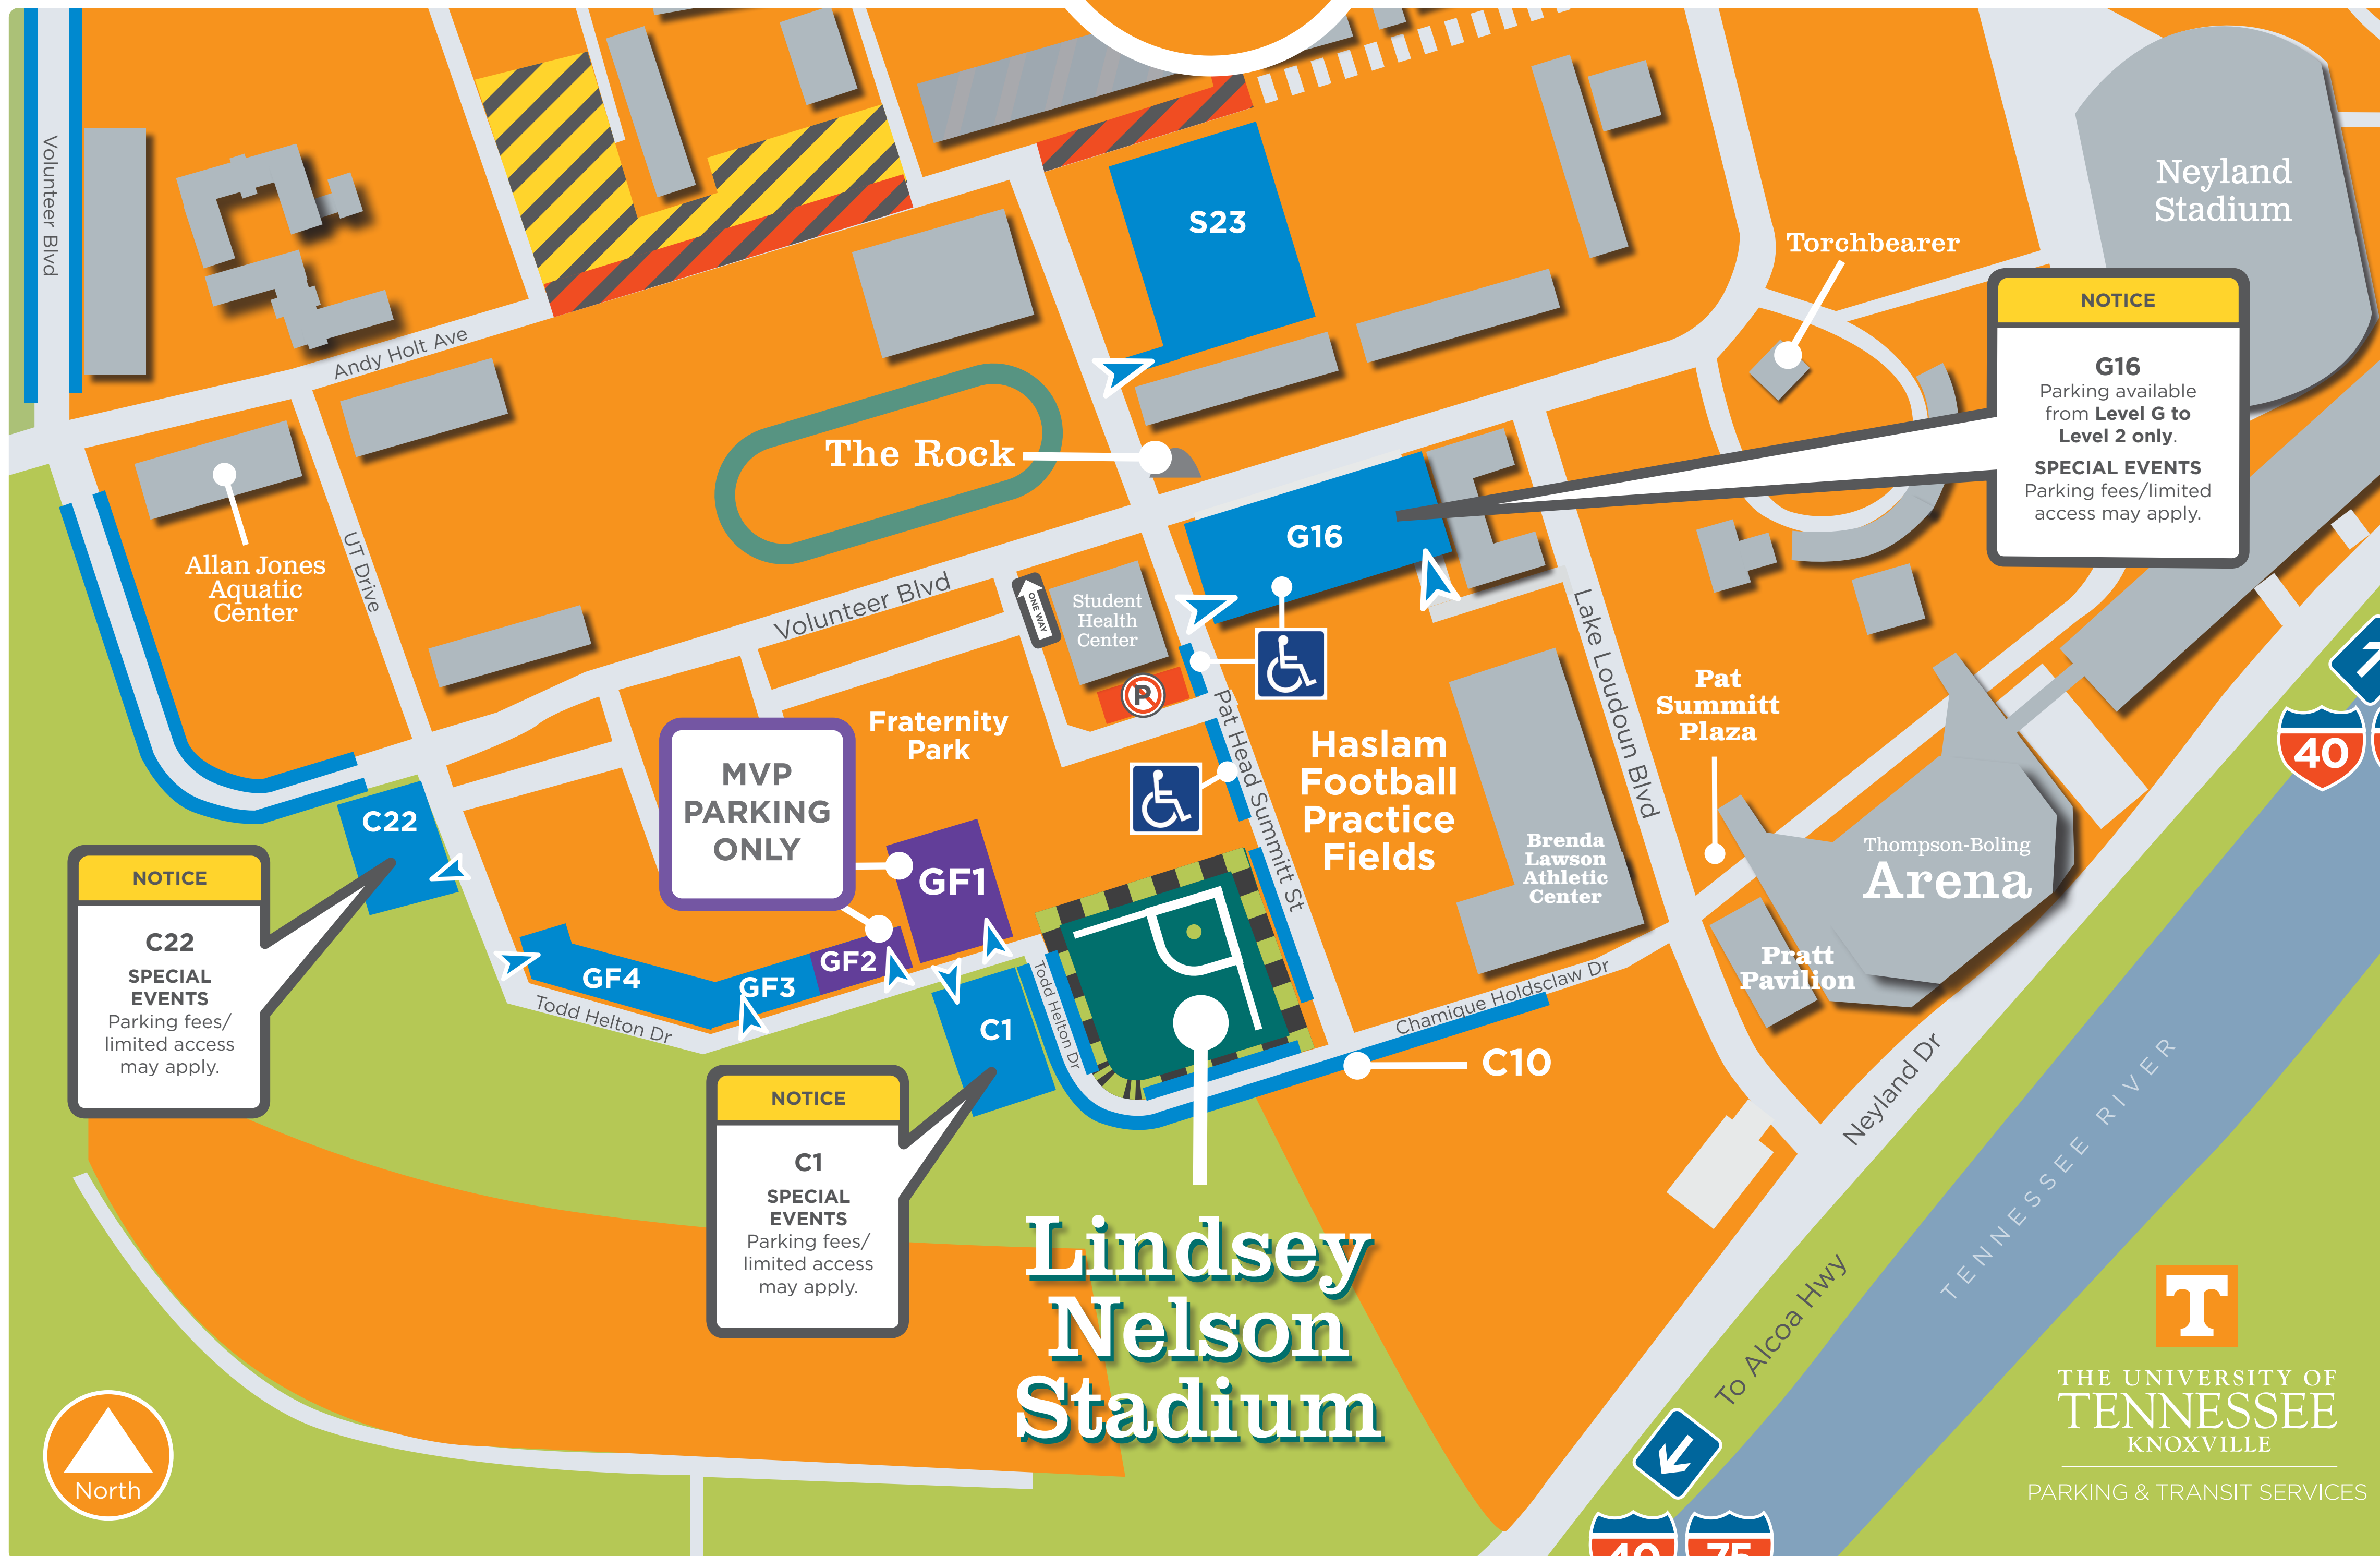 Volunteer Blvd
Andy Holt Ave
S23
Neyland
Stadium
Torchbearer
NOTICE
G16
Parking available
from Level G to
Level 2 only.
SPECIAL EVENTS
Parking fees/limited
access may apply.
The Rock
G16
Allan Jones
Aquatic
Center
UT Drive
Volunteer Blvd
ONE WAY
Student
Health
Center
P
Lake Loudoun Blvd
Pat
Summitt
Plaza
40
Fraternity
Park
Pat Head Summitt St
Haslam
Football
Practice
Fields
MVP
PARKING
ONLY
C22
GF1
Brenda
Lawson
Athletic
Center
Thompson-Boling
Arena
NOTICE
C22
SPECIAL
EVENTS
Parking fees/
limited access
may apply.
GF4
GF3
GF2
Todd Helton Dr
C1
Todd Helton Dr
Pratt
Pavilion
Chamique Holdsclaw Dr
C10
Neyland Dr
TENNESSEE RIVER
NOTICE
C1
SPECIAL
EVENTS
Parking fees/
limited access
may apply.
Lindsey
Nelson
Stadium
To Alcoa Hwy
T
THE UNIVERSITY OF
TENNESSEE
KNOXVILLE
PARKING & TRANSIT SERVICES
North
40
75